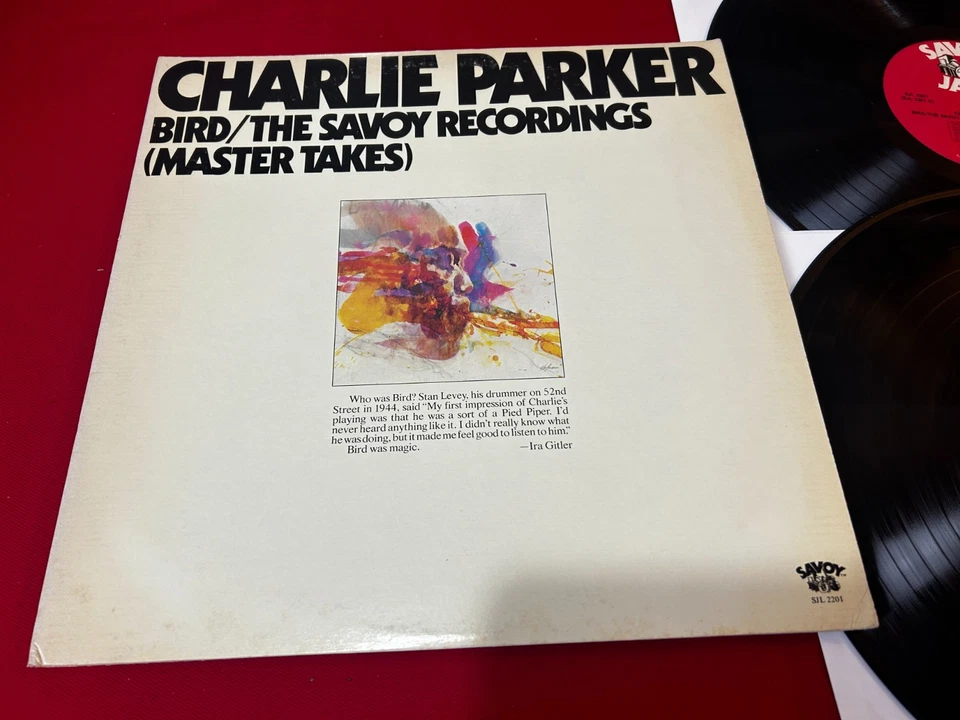 CHARLIE PARKER
BIRD/THE SAVOY RECORDINGS
(MASTER TAKES)
Who was Bird? Stan Levey, his drummer on 52nd
Street in 1944, said “My first impression of Charlie's
playing was that he was a sort of a Pied Piper. I'd
never heard anything like it. I didn't really know what
he was doing, but it made me feel good to listen to him.”
Bird was magic. —Ira Gitler
SAVOY
SJL 2201
SAVOY